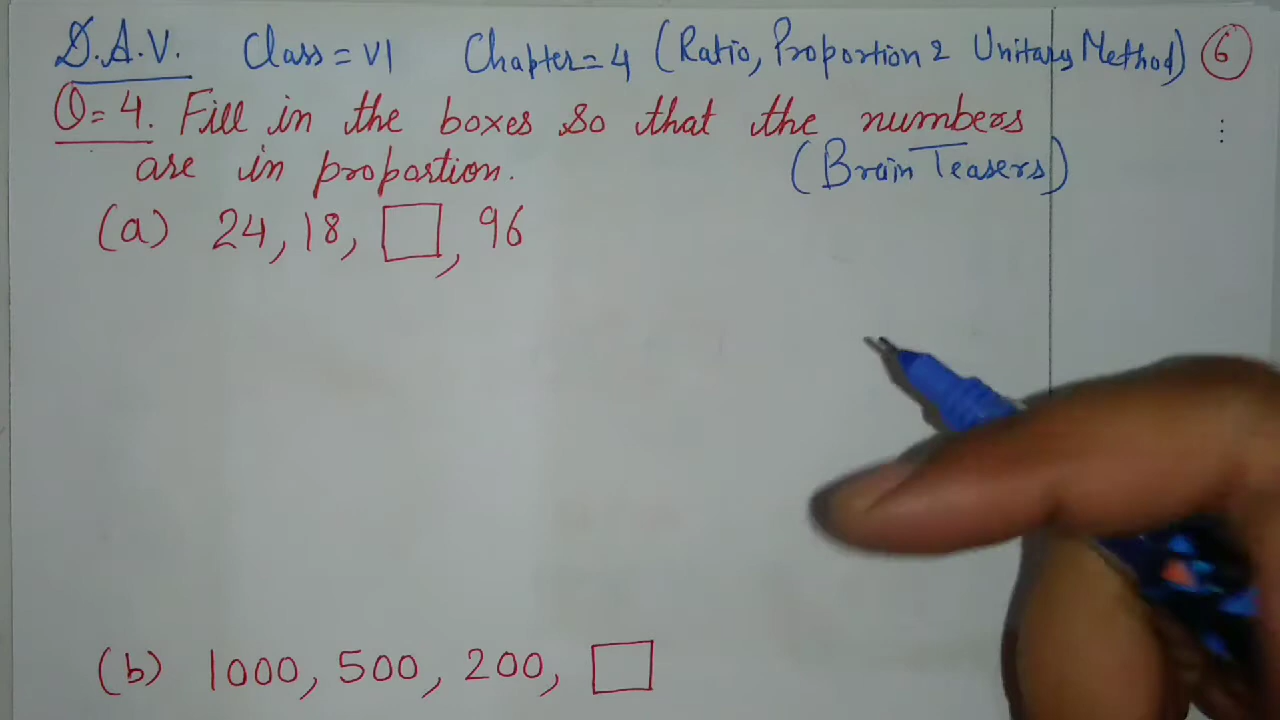 D.A.V. Class = VI Chapter = 4 (Ratio, Proportion & Unitary Method) 6
Q = 4. Fill in the boxes so that the numbers
are in proportion. (Brain Teasers)
(a) 24, 18, □, 96
(b) 1000, 500, 200, □